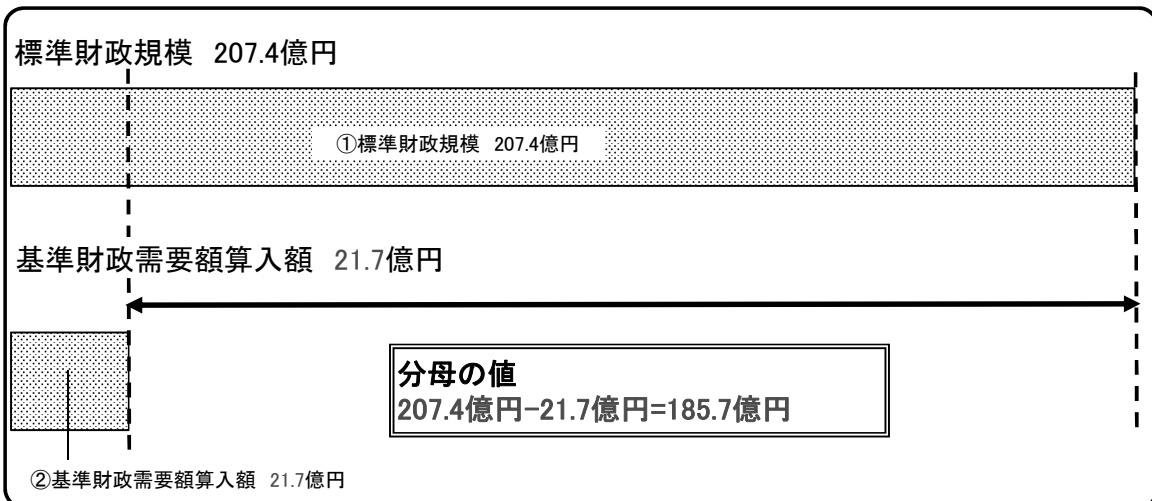 標準財政規模 207.4億円
①標準財政規模 207.4億円
基準財政需要額算入額 21.7億円
分母の値
207.4億円−21.7億円=185.7億円
②基準財政需要額算入額 21.7億円